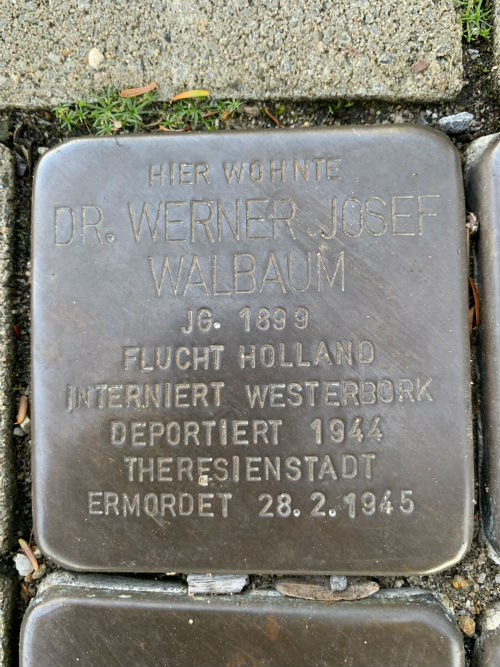 HIER WOHNTE
DR. WERNER JOSEF
WALBAUM
JG. 1899
FLUCHT HOLLAND
INTERNIERT WESTERBORK
DEPORTIERT 1944
THERESIENSTADT
ERMORDET 28.2.1945